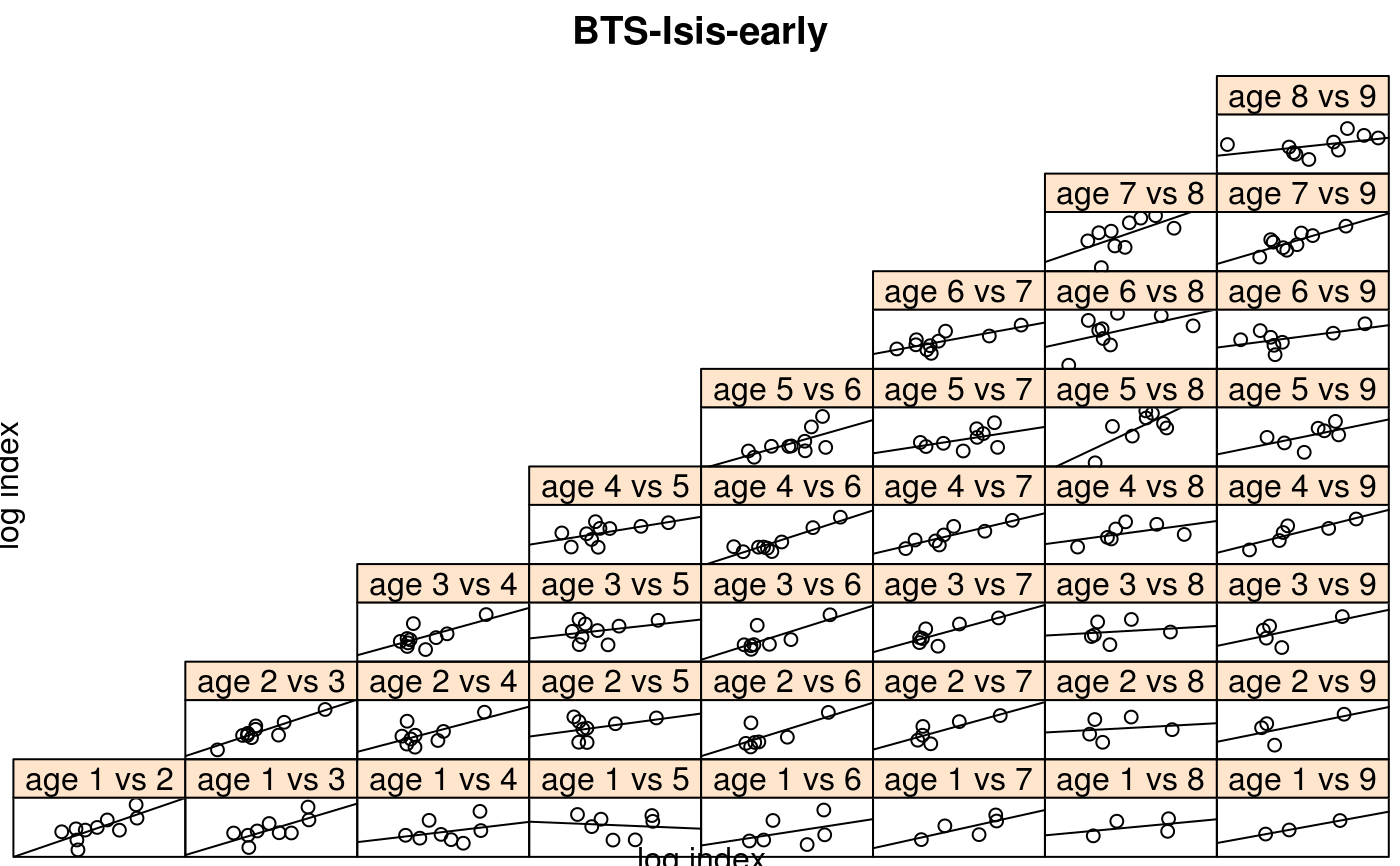 BTS-Isis-early
age 8 vs 9
age 7 vs 8 age 7 vs 9
age 6 vs 7 age 6 vs 8 age 6 vs 9
age 5 vs 6 age 5 vs 7 age 5 vs 8 age 5 vs 9
age 4 vs 5 age 4 vs 6 age 4 vs 7 age 4 vs 8 age 4 vs 9
age 3 vs 4 age 3 vs 5 age 3 vs 6 age 3 vs 7 age 3 vs 8 age 3 vs 9
age 2 vs 3 age 2 vs 4 age 2 vs 5 age 2 vs 6 age 2 vs 7 age 2 vs 8 age 2 vs 9
age 1 vs 2 age 1 vs 3 age 1 vs 4 age 1 vs 5 age 1 vs 6 age 1 vs 7 age 1 vs 8 age 1 vs 9
log index
log index